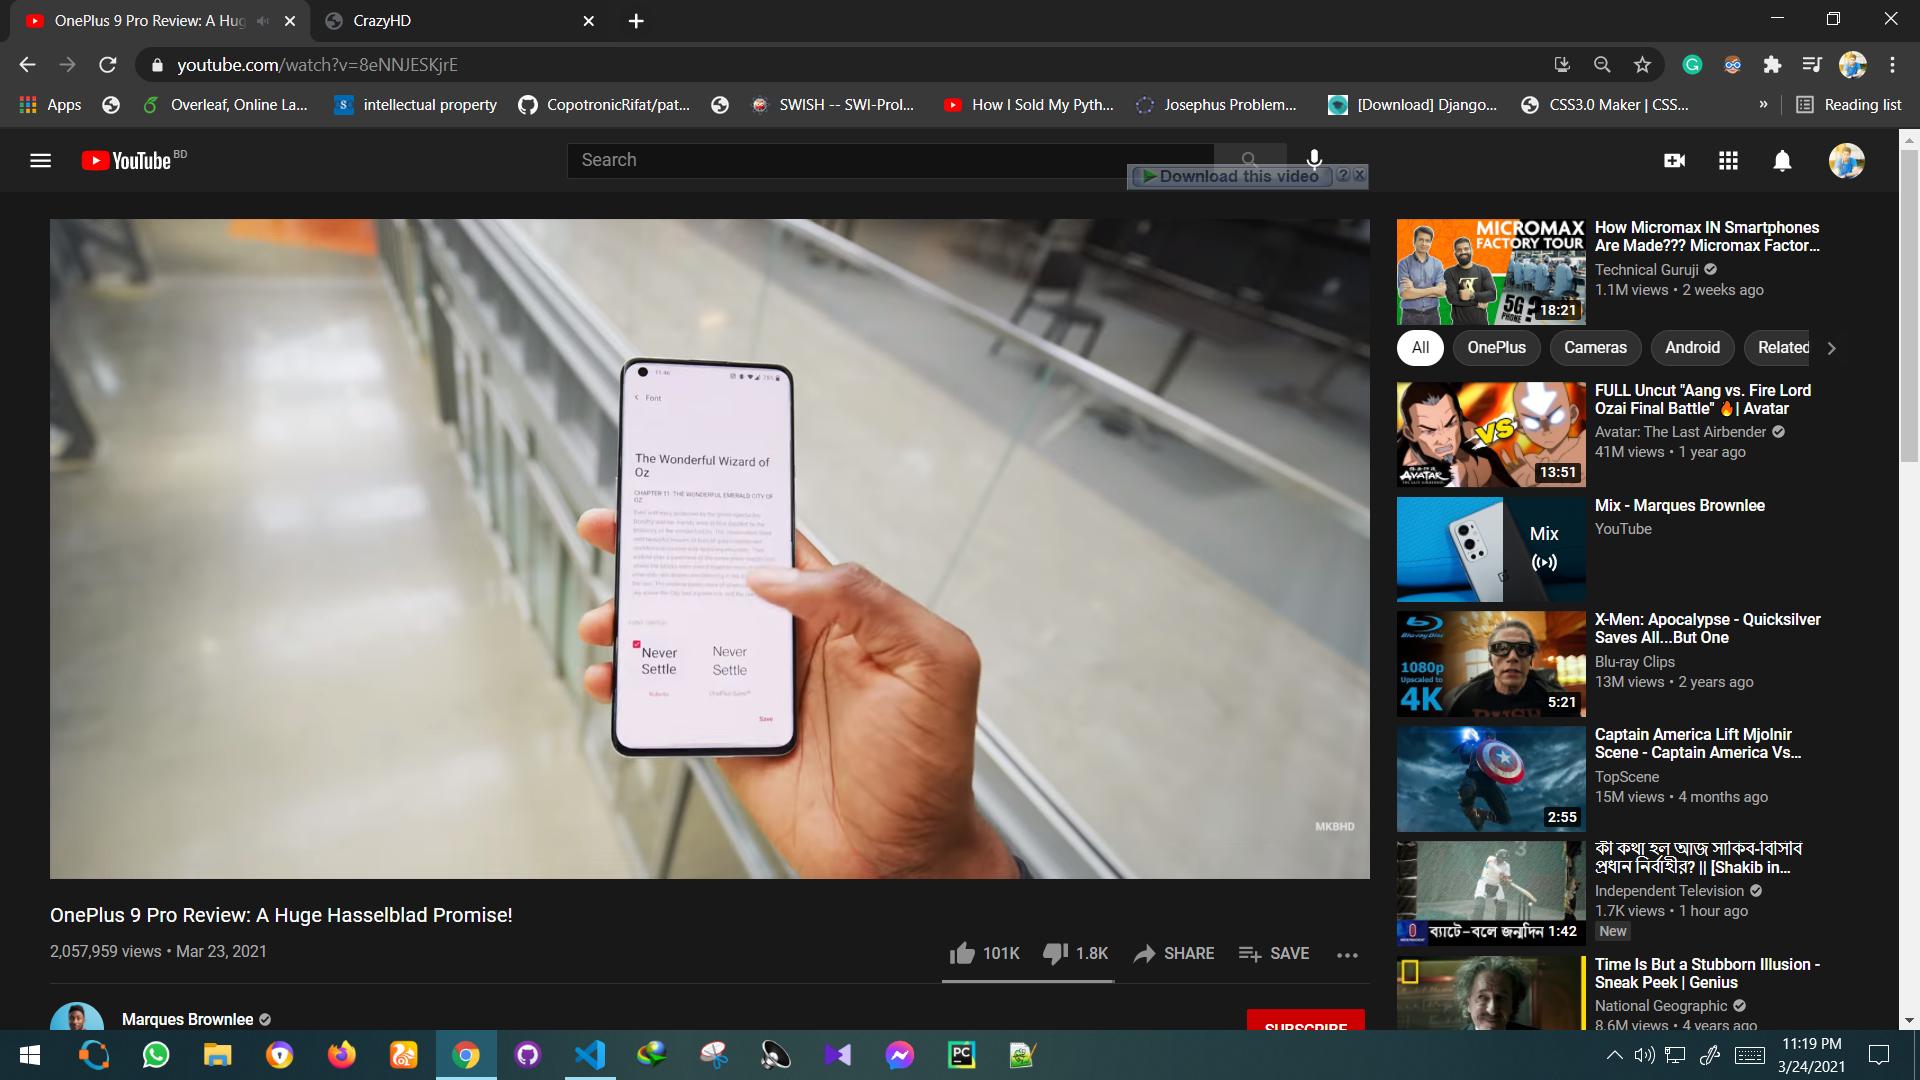 OnePlus 9 Pro Review: A Hug
CrazyHD
youtube.com/watch?v=8eNNJESKjrE
Apps
Overleaf, Online La...
intellectual property
CopotronicRifat/pat...
SWISH -- SWI-Prol...
How I Sold My Pyth...
Josephus Problem...
[Download] Django...
CSS3.0 Maker | CSS...
»
Reading list
YouTube BD
Search
Download this video
11:46
Font
The Wonderful Wizard of
Oz
CHAPTER 11: THE WONDERFUL EMERALD CITY OF
OZ
Never
Settle
Never
Settle
Save
MKBHD
OnePlus 9 Pro Review: A Huge Hasselblad Promise!
2,057,959 views • Mar 23, 2021
101K
1.8K
SHARE
SAVE
Marques Brownlee
SUBSCRIBE
MICROMAX
FACTORY TOUR
5G ?
PHONE
18:21
How Micromax IN Smartphones
Are Made??? Micromax Factor...
Technical Guruji
1.1M views • 2 weeks ago
All
OnePlus
Cameras
Android
Related
VS
AVATAR
13:51
FULL Uncut "Aang vs. Fire Lord
Ozai Final Battle" 🔥| Avatar
Avatar: The Last Airbender
41M views • 1 year ago
Mix
Mix - Marques Brownlee
YouTube
Blu-ray Disc
1080p
Upscaled to
4K
5:21
X-Men: Apocalypse - Quicksilver
Saves All...But One
Blu-ray Clips
13M views • 2 years ago
2:55
Captain America Lift Mjolnir
Scene - Captain America Vs...
TopScene
15M views • 4 months ago
3
ব্যাটে-বলে জন্মদিন
1:42
কী কথা হল আজ সাকিব-বিসিবি
প্রধান নির্বাহীর? || [Shakib in...
Independent Television
1.7K views • 1 hour ago
New
Time Is But a Stubborn Illusion -
Sneak Peek | Genius
National Geographic
8.6M views • 4 years ago
PC
11:19 PM
3/24/2021